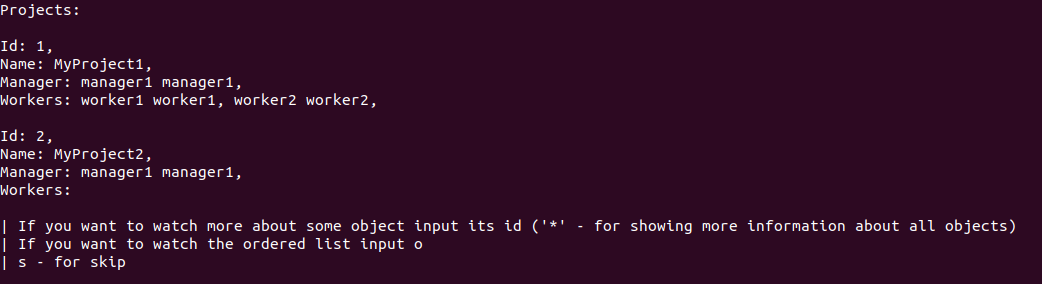 Projects:
Id: 1,
Name: MyProject1,
Manager: manager1 manager1,
Workers: worker1 worker1, worker2 worker2,
Id: 2,
Name: MyProject2,
Manager: manager1 manager1,
Workers:
| If you want to watch more about some object input its id ('*' - for showing more information about all objects)
| If you want to watch the ordered list input o
| s - for skip